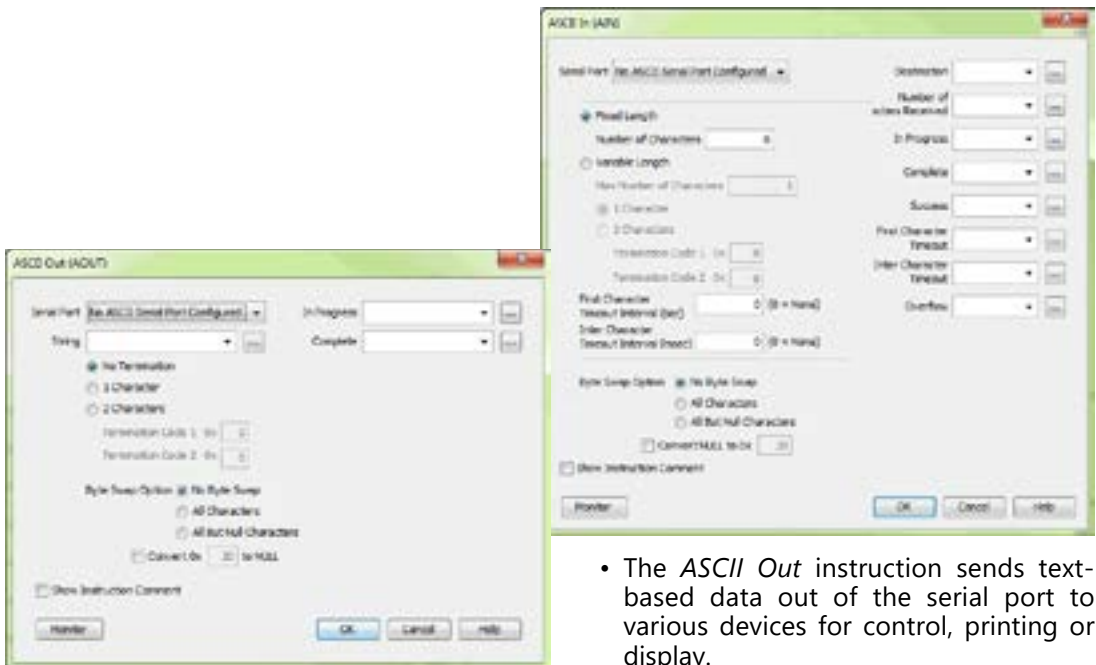 ASCII In (AIN)
Serial Port No ASCII Serial Port Configured
Destination
Number of
Received
Fixed Length
Number of Characters
In Progress
Variable Length
Max Number of Characters
Complete
1 Character
Success
2 Characters
First Character
Timeout
Termination Code 1 0x
Termination Code 2 0x
Inter Character
Timeout
First Character
Timeout Interval (sec) 0 (0 = None)
Overflow
Inter Character
Timeout Interval (msec) 0 (0 = None)
Byte Swap Option No Byte Swap
All Characters
All But Null Characters
Convert NULL to 0x 20
Show Instruction Comment
Monitor OK Cancel Help
ASCII Out (AOUT)
Serial Port No ASCII Serial Port Configured In Progress
String Complete
No Termination
1 Character
2 Characters
Termination Code 1 0x
Termination Code 2 0x
Byte Swap Option No Byte Swap
All Characters
All But Null Characters
Convert 0x 20 to NULL
Show Instruction Comment
Monitor OK Cancel Help
• The ASCII Out instruction sends text-
based data out of the serial port to
various devices for control, printing or
display.